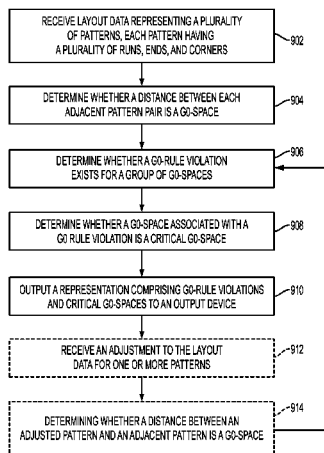 RECEIVE LAYOUT DATA REPRESENTING A PLURALITY
OF PATTERNS, EACH PATTERN HAVING
A PLURALITY OF RUNS, ENDS, AND CORNERS
902
DETERMINE WHETHER A DISTANCE BETWEEN EACH
ADJACENT PATTERN PAIR IS A G0-SPACE
904
DETERMINE WHETHER A G0-RULE VIOLATION
EXISTS FOR A GROUP OF G0-SPACES
906
DETERMINE WHETHER A G0-SPACE ASSOCIATED WITH A
G0 RULE VIOLATION IS A CRITICAL G0-SPACE
908
OUTPUT A REPRESENTATION COMPRISING G0-RULE VIOLATIONS
AND CRITICAL G0-SPACES TO AN OUTPUT DEVICE
910
RECEIVE AN ADJUSTMENT TO THE LAYOUT
DATA FOR ONE OR MORE PATTERNS
912
DETERMINING WHETHER A DISTANCE BETWEEN AN
ADJUSTED PATTERN AND AN ADJACENT PATTERN IS A G0-SPACE
914